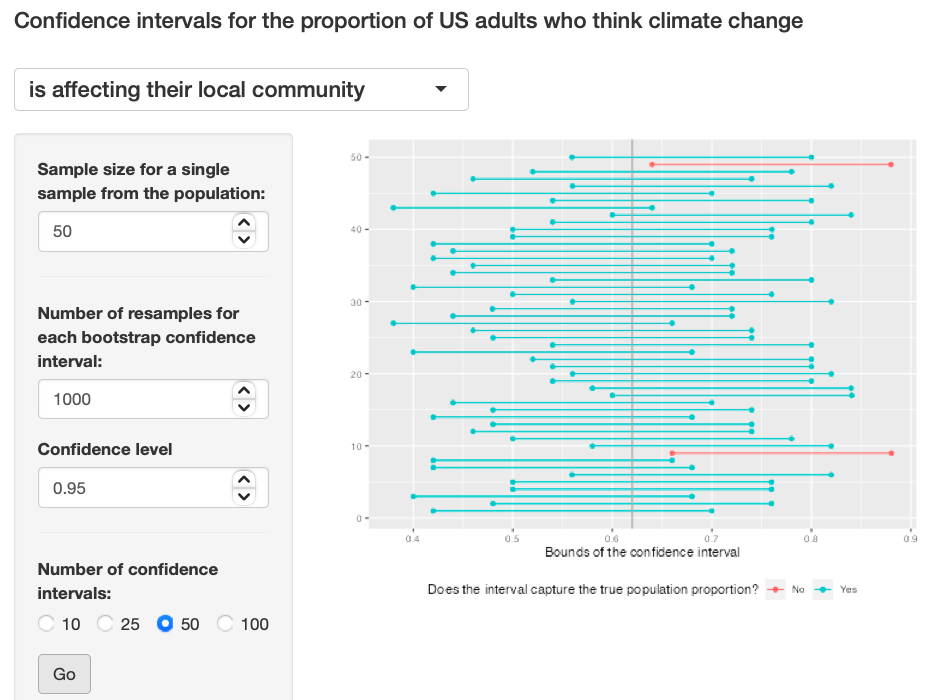 Confidence intervals for the proportion of US adults who think climate change
is affecting their local community
Sample size for a single
sample from the population:
50
Number of resamples for
each bootstrap confidence
interval:
1000
Confidence level
0.95
Number of confidence
intervals:
10 25 50 100
Go
50
40
30
20
10
0
0.4 0.5 0.6 0.7 0.8 0.9
Bounds of the confidence interval
Does the interval capture the true population proportion? No Yes